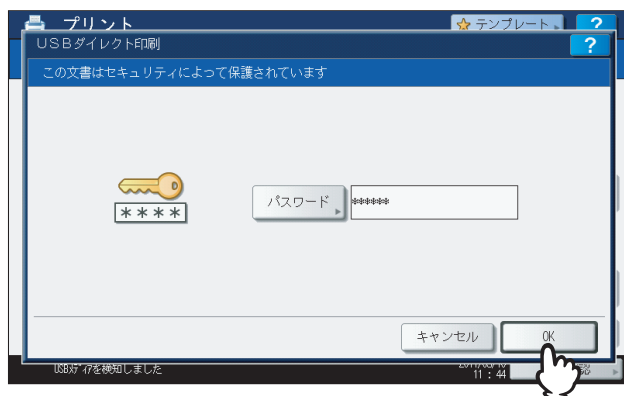 プリント
テンプレート
?
USBダイレクト印刷
?
この文書はセキュリティによって保護されています
****
パスワード
******
キャンセル
OK
USBﾒﾃﾞｨｱを検知しました
11：44